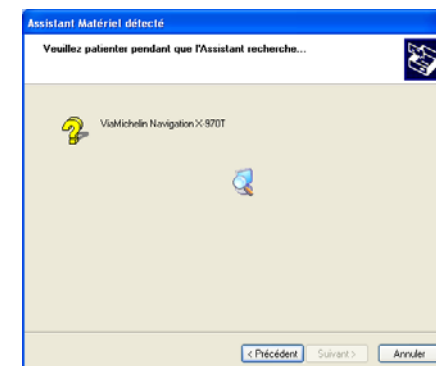 Assistant Matériel détecté
Veuillez patienter pendant que l'Assistant recherche...
ViaMichelin Navigation X-970T
< Précédent
Suivant >
Annuler